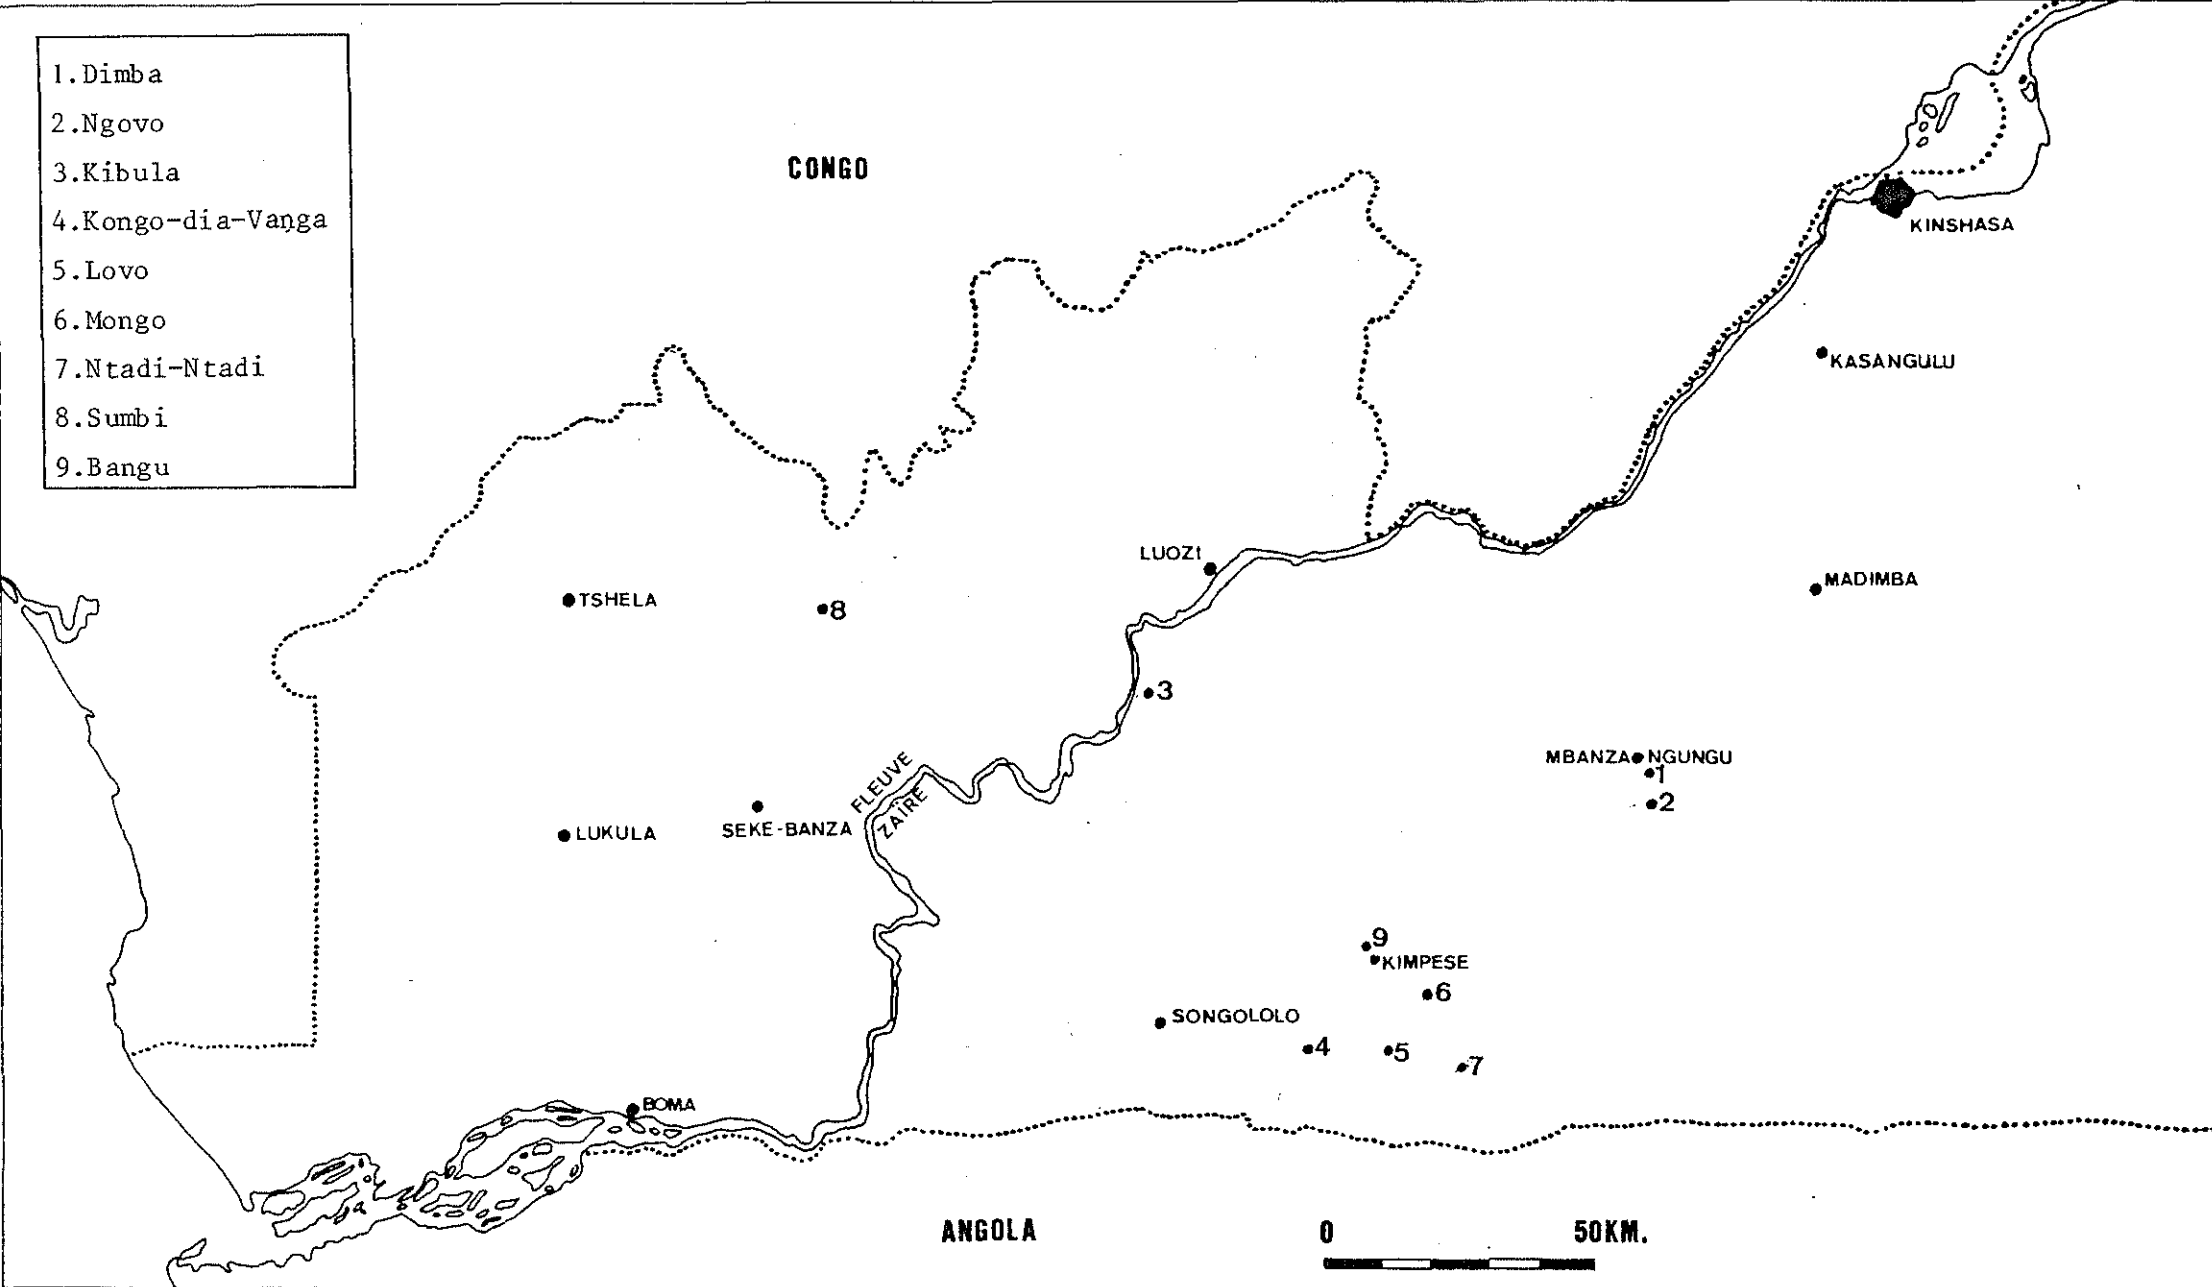 1.Dimba
2.Ngovo
3.Kibula
4.Kongo-dia-Vanga
5.Lovo
6.Mongo
7.Ntadi-Ntadi
8.Sumbi
9.Bangu
CONGO
KINSHASA
KASANGULU
LUOZI
MADIMBA
TSHELA
8
3
MBANZA NGUNGU
1
2
FLEUVE
ZAÏRE
SEKE-BANZA
LUKULA
9
KIMPESE
6
SONGOLOLO
4
5
7
BOMA
ANGOLA
0 50KM.